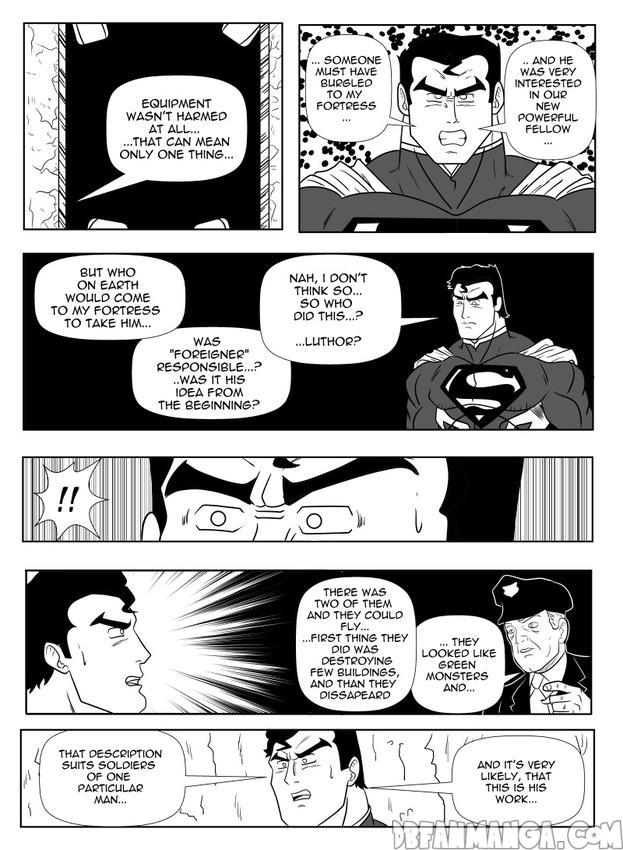 EQUIPMENT
WASN'T HARMED
AT ALL...
...THAT CAN MEAN
ONLY ONE THING...
... SOMEONE
MUST HAVE
BURGLED
TO MY
FORTRESS
...
.. AND HE
WAS VERY
INTERESTED
IN OUR
NEW
POWERFUL
FELLOW
...
BUT WHO
ON EARTH
WOULD COME
TO MY FORTRESS
TO TAKE HIM...
WAS
"FOREIGNER"
RESPONSIBLE...?
..WAS IT HIS
IDEA FROM
THE BEGINNING?
NAH, I DON'T
THINK SO...
SO WHO
DID THIS...?
...LUTHOR?
S
!!
THERE WAS
TWO OF THEM
AND THEY COULD
FLY...
...FIRST THING THEY
DID WAS
DESTROYING
FEW BUILDINGS,
AND THAN THEY
DISSAPEARD
... THEY
LOOKED LIKE
GREEN
MONSTERS
AND...
THAT DESCRIPTION
SUITS SOLDIERS
OF ONE
PARTICULAR
MAN...
AND IT'S VERY
LIKELY, THAT
THIS IS HIS
WORK...
DBFANMANGA.COM